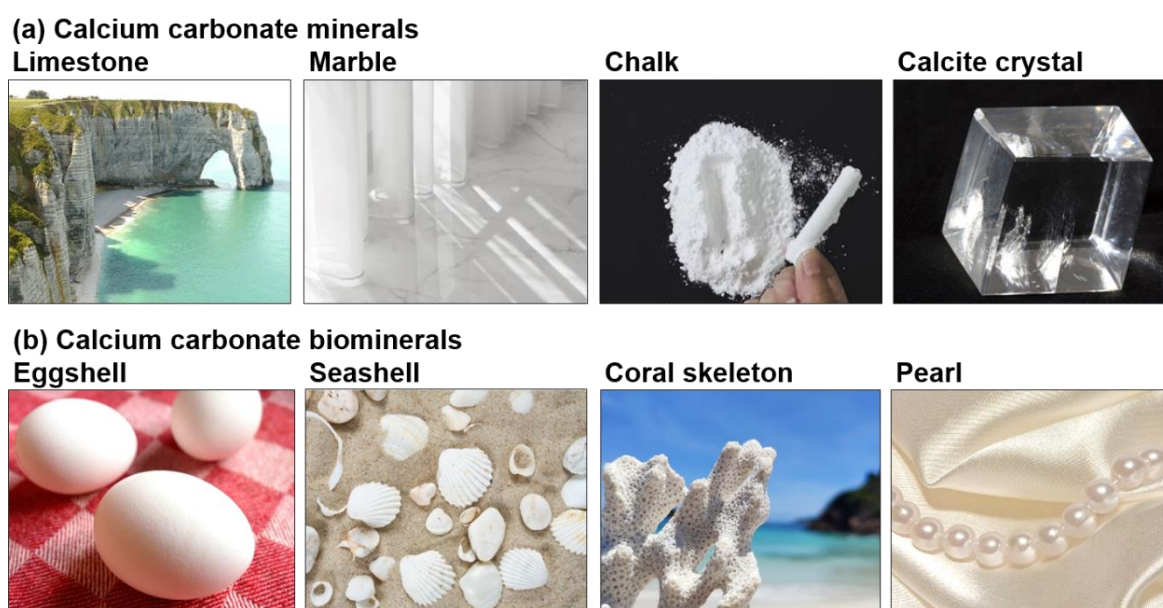 (a) Calcium carbonate minerals
Limestone Marble Chalk Calcite crystal
(b) Calcium carbonate biominerals
Eggshell Seashell Coral skeleton Pearl